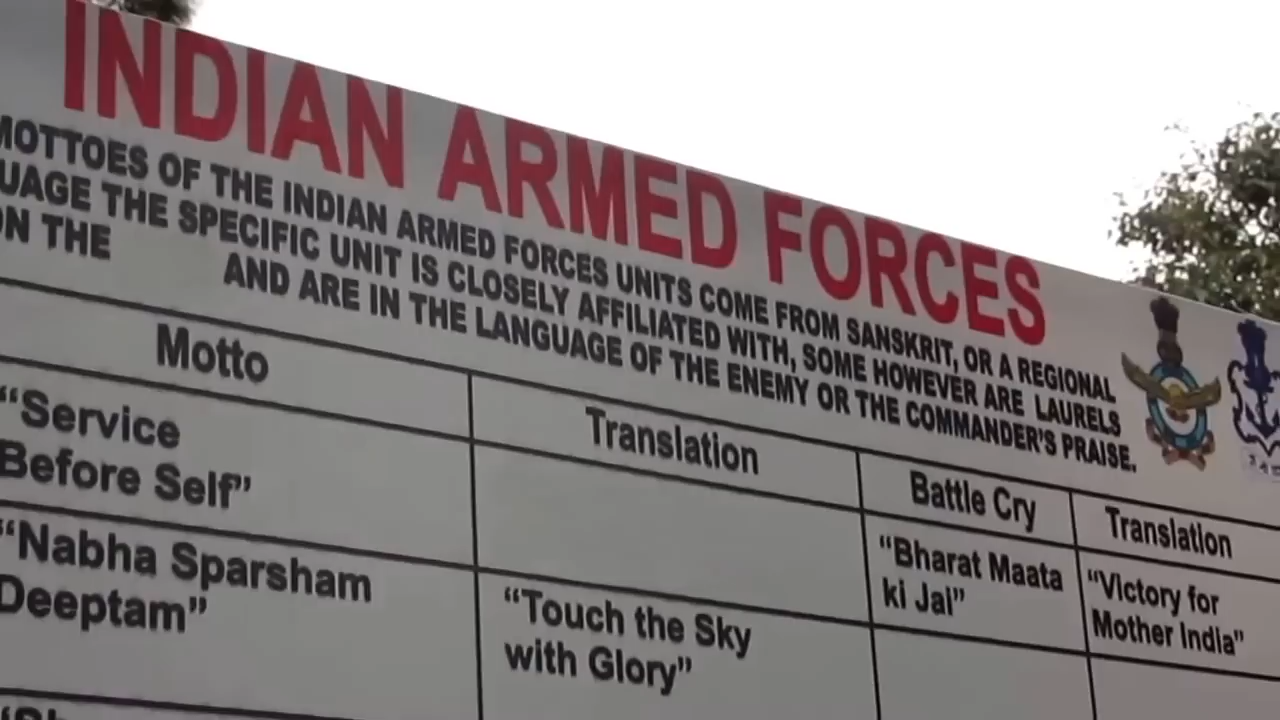 INDIAN ARMED FORCES
MOTTOES OF THE INDIAN ARMED FORCES UNITS COME FROM SANSKRIT, OR A REGIONAL
THE SPECIFIC UNIT IS CLOSELY AFFILIATED WITH, SOME HOWEVER ARE LAURELS
THE AND ARE IN THE LANGUAGE OF THE ENEMY OR THE COMMANDER'S PRAISE.
Motto
Translation
Battle Cry
Translation
“Service
Before Self”
“Bharat Maata
ki Jai”
“Victory for
Mother India”
“Nabha Sparsham
Deeptam”
“Touch the Sky
with Glory”